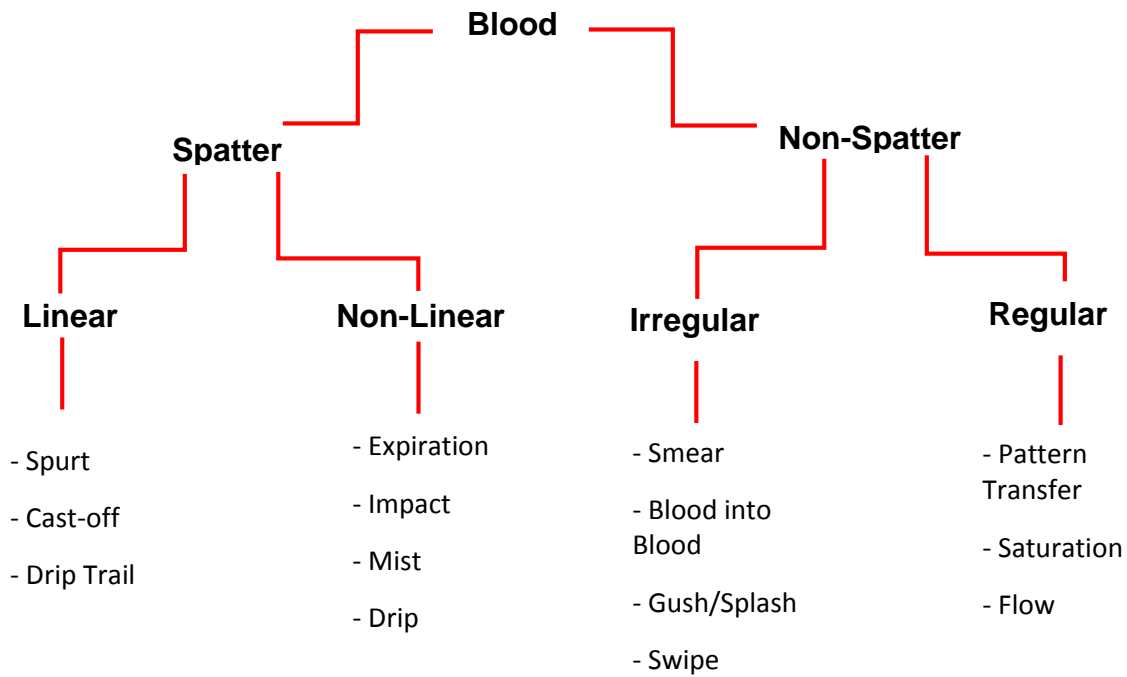 Blood
Spatter
Non-Spatter
Linear
Non-Linear
Irregular
Regular
- Spurt
- Cast-off
- Drip Trail
- Expiration
- Impact
- Mist
- Drip
- Smear
- Blood into
Blood
- Gush/Splash
- Swipe
- Pattern
Transfer
- Saturation
- Flow